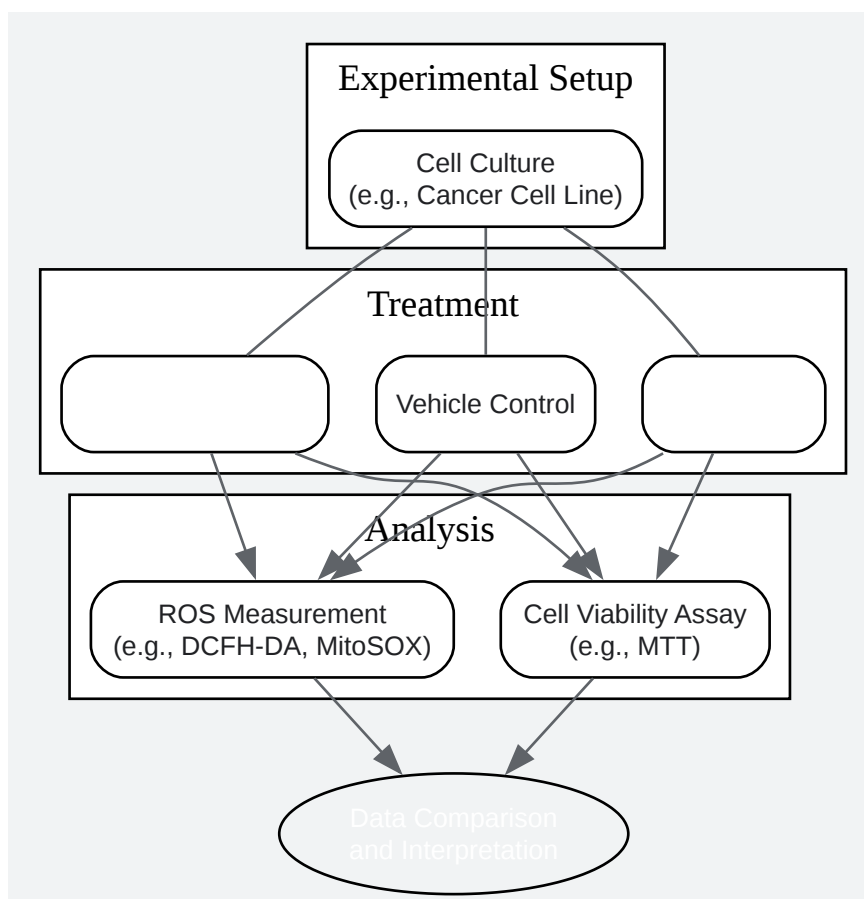 Experimental Setup
Cell Culture
(e.g., Cancer Cell Line)
Treatment
Vehicle Control
Analysis
ROS Measurement
(e.g., DCFH-DA, MitoSOX)
Cell Viability Assay
(e.g., MTT)
Data Comparison
and Interpretation